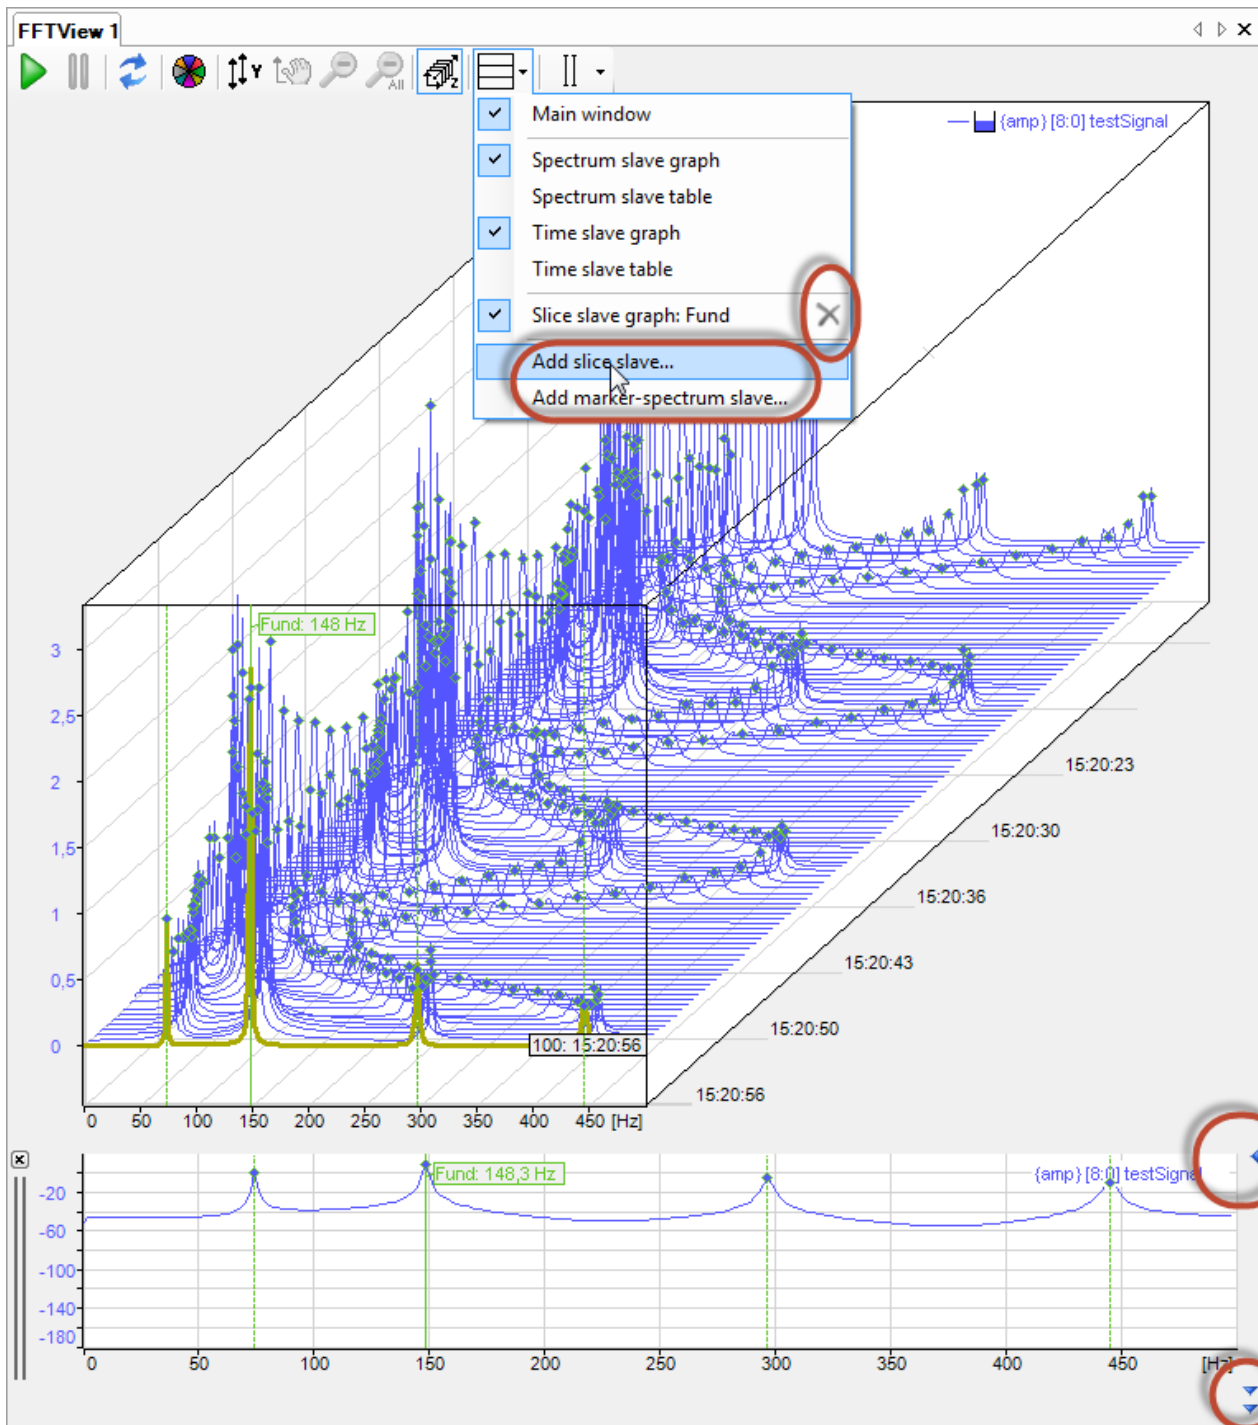 FFTView 1
Y
All
Z
Main window
Spectrum slave graph
Spectrum slave table
Time slave graph
Time slave table
Slice slave graph: Fund
Add slice slave...
Add marker-spectrum slave...
{amp} [8:0] testSignal
Fund: 148 Hz
3
2,5
2
1,5
1
0,5
0
15:20:23
15:20:30
15:20:36
15:20:43
15:20:50
15:20:56
100: 15:20:56
0 50 100 150 200 250 300 350 400 450 [Hz]
Fund: 148,3 Hz
{amp} [8:0] testSignal
-20
-60
-100
-140
-180
0 50 100 150 200 250 300 350 400 450 [Hz]